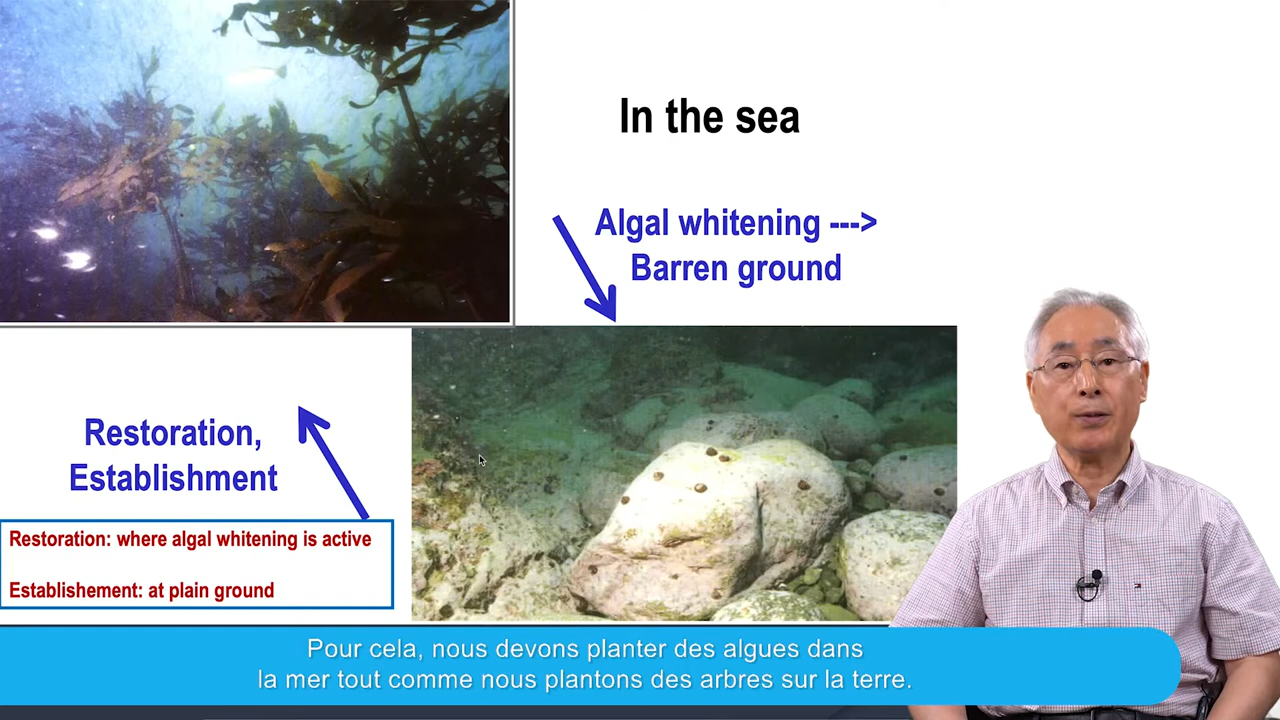 In the sea
Algal whitening --->
Barren ground
Restoration,
Establishment
Restoration: where algal whitening is active
Establishement: at plain ground
Pour cela, nous devons planter des algues dans
la mer tout comme nous plantons des arbres sur la terre.